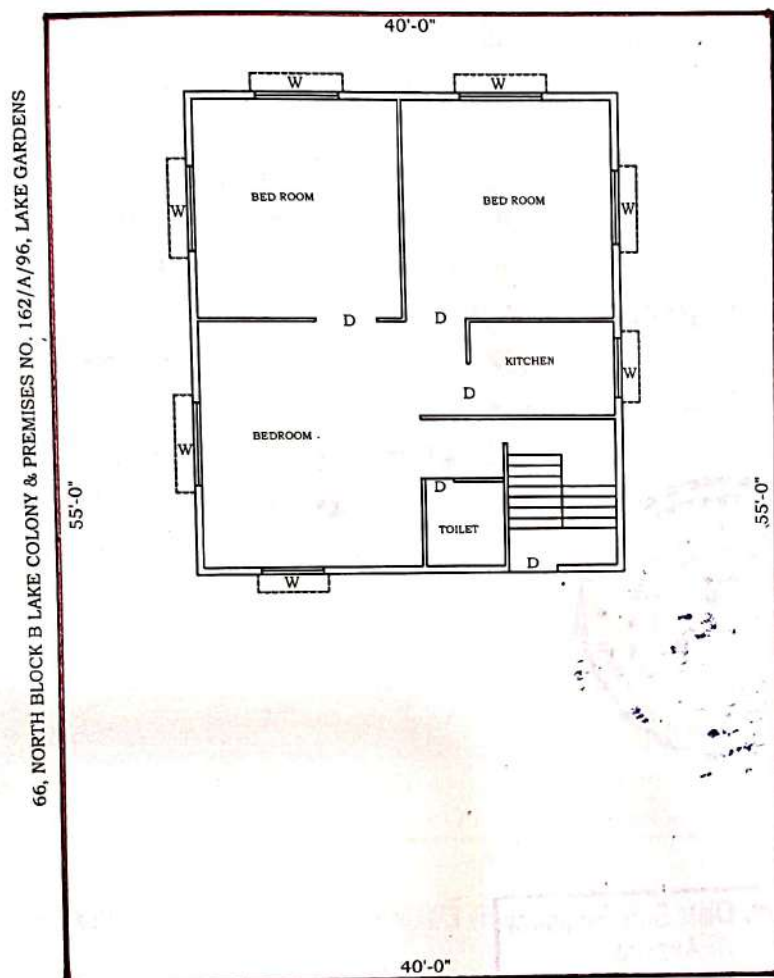 40'-0"
W
W
66, NORTH BLOCK B LAKE COLONY & PREMISES NO. 162/A/96, LAKE GARDENS
W
BED ROOM
BED ROOM
W
D
D
KITCHEN
W
D
W
BEDROOM
55'-0"
D
TOILET
55'-0"
D
W
40'-0"